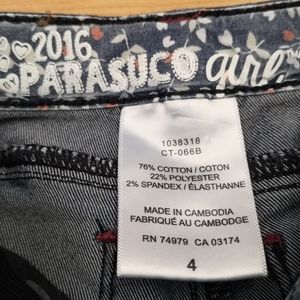 2016
PARASUCO girl
1038318
CT-066B
76% COTTON / COTON
22% POLYESTER
2% SPANDEX / ÉLASTHANNE
MADE IN CAMBODIA
FABRIQUÉ AU CAMBODGE
RN 74979 CA 03174
4